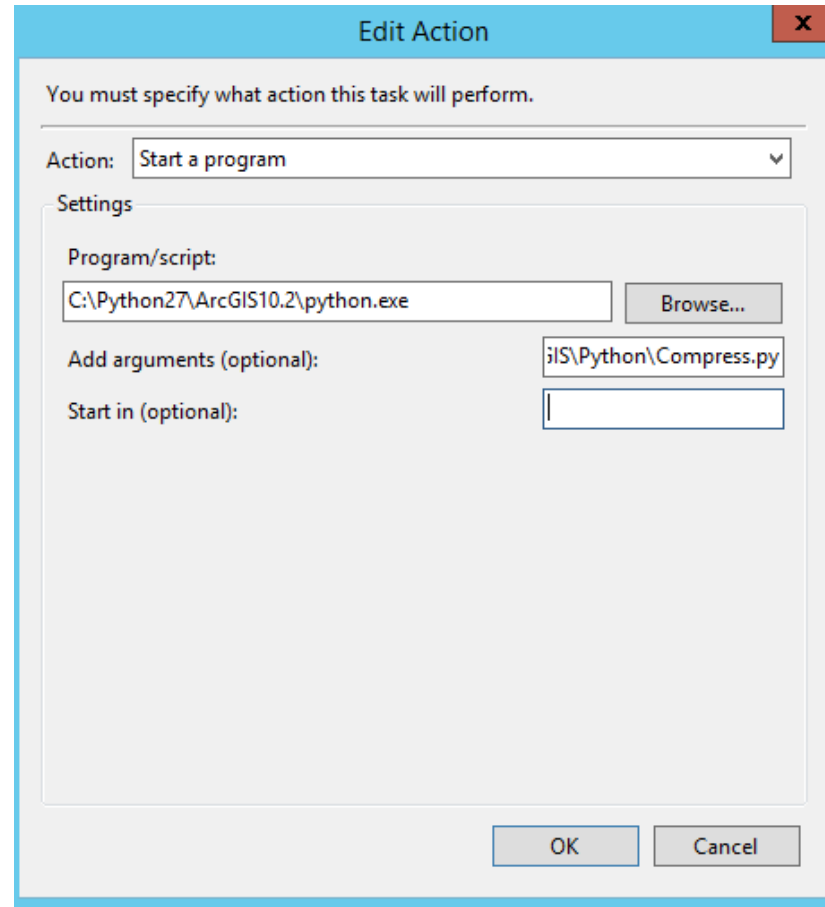 Edit Action
X
You must specify what action this task will perform.
Action: Start a program
Settings
Program/script:
C:\Python27\ArcGIS10.2\python.exe
Browse...
Add arguments (optional): IS\Python\Compress.py
Start in (optional):
OK Cancel